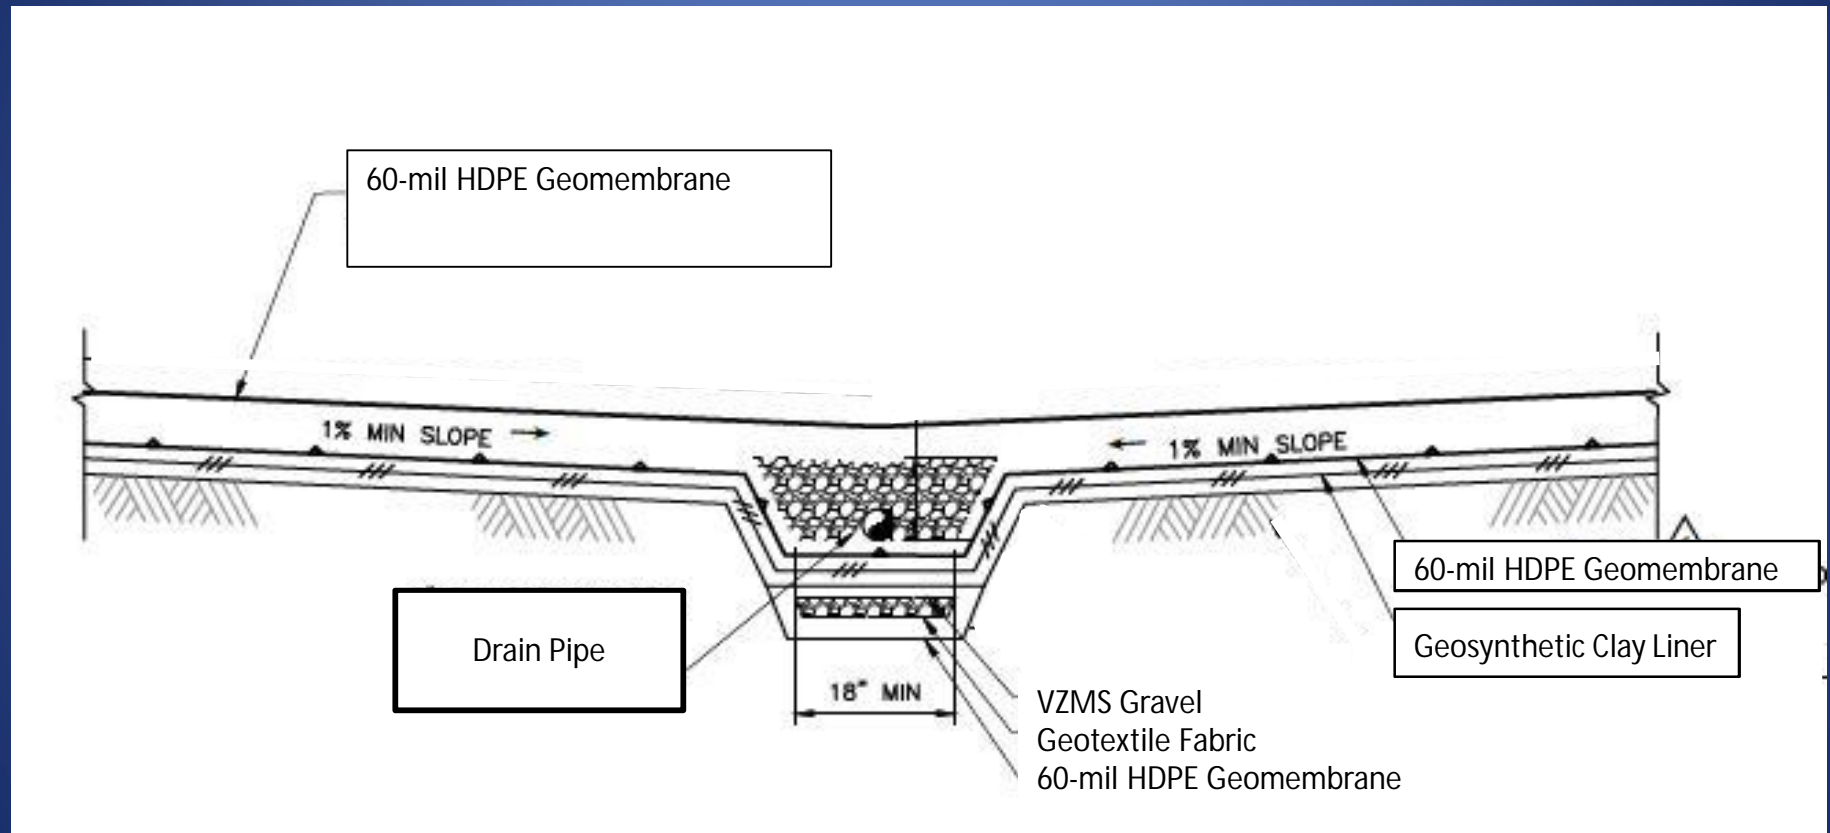 60-mil HDPE Geomembrane
1% MIN SLOPE
1% MIN SLOPE
60-mil HDPE Geomembrane
Drain Pipe
Geosynthetic Clay Liner
18" MIN
VZMS Gravel
Geotextile Fabric
60-mil HDPE Geomembrane